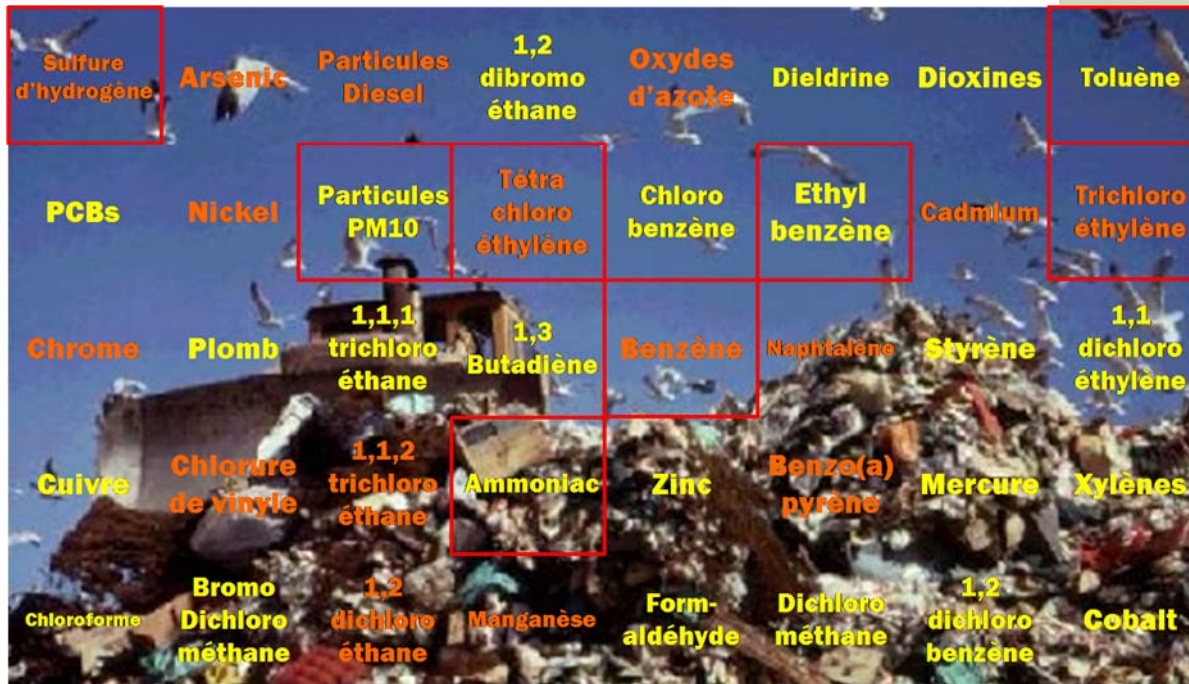 Sulfure
d'hydrogène
Arsenic
Particules
Diesel
1,2
dibromo
éthane
Oxydes
d'azote
Dieldrine
Dioxines
Toluène
PCBs
Nickel
Particules
PM10
Tétra
chloro
éthylène
Chloro
benzène
Ethyl
benzène
Cadmium
Trichloro
éthylène
Chrome
Plomb
1,1,1
trichloro
éthane
1,3
Butadiène
Benzène
Naphtalène
Styrène
1,1
dichloro
éthylène
Cuivre
Chlorure
de vinyle
1,1,2
trichloro
éthane
Ammoniac
Zinc
Benzo(a)
pyrène
Mercure
Xylènes
Chloroforme
Bromo
Dichloro
méthane
1,2
dichloro
éthane
Manganèse
Form-
aldéhyde
Dichloro
méthane
1,2
dichloro
benzène
Cobalt